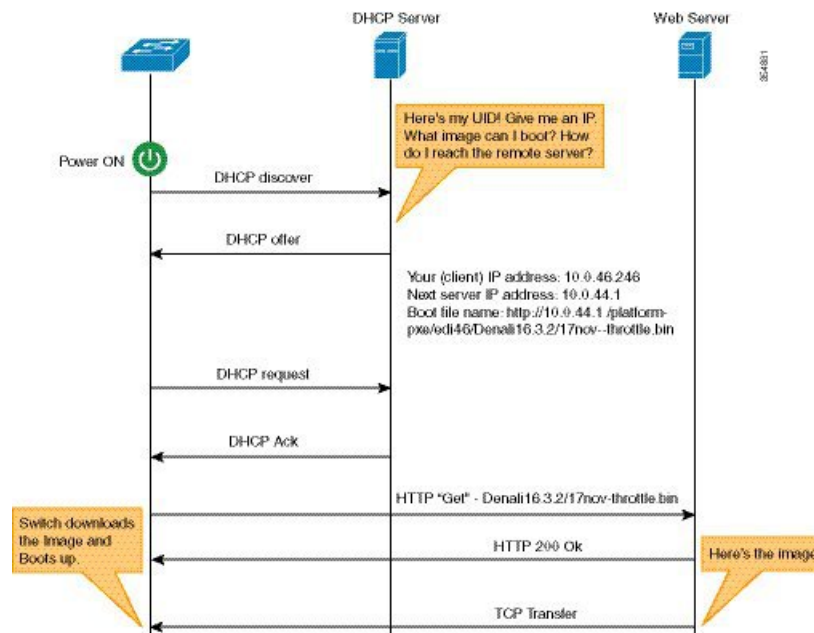 DHCP Server
Web Server
354831
Here's my UID! Give me an IP.
What image can I boot? How
do I reach the remote server?
Power ON
DHCP discover
DHCP offer
Your (client) IP address: 10.0.46.246
Next server IP address: 10.0.44.1
Boot file name: http://10.0.44.1 /platform-
pxe/edi46/Denali16.3.2/17nov--throttle.bin
DHCP request
DHCP Ack
HTTP "Get" - Denali16.3.2/17nov-throttle.bin
Switch downloads
the Image and
Boots up.
HTTP 200 Ok
Here's the image
TCP Transfer